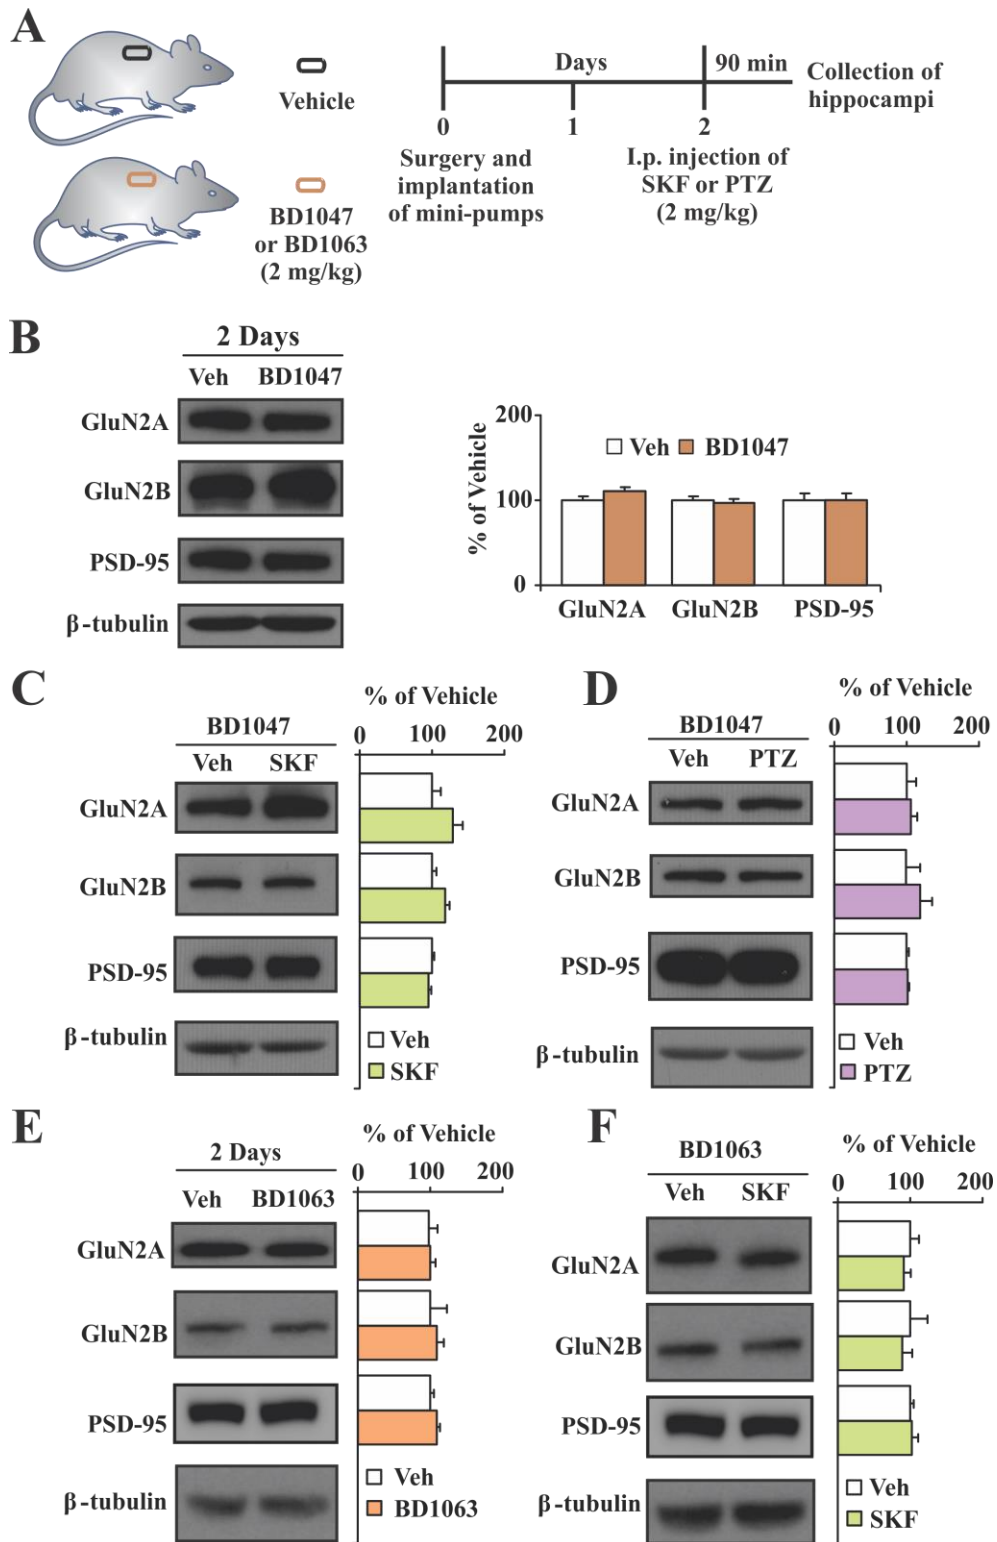 A
Vehicle
BD1047
or BD1063
(2 mg/kg)
Days
90 min
0
1
2
Surgery and
implantation
of mini-pumps
I.p. injection of
SKF or PTZ
(2 mg/kg)
Collection of
hippocampi
B
2 Days
Veh BD1047
GluN2A
GluN2B
PSD-95
β-tubulin
% of Vehicle
200
100
0
Veh BD1047
GluN2A GluN2B PSD-95
C
BD1047
Veh SKF
GluN2A
GluN2B
PSD-95
β-tubulin
% of Vehicle
0 100 200
Veh
SKF
D
BD1047
Veh PTZ
GluN2A
GluN2B
PSD-95
β-tubulin
% of Vehicle
0 100 200
Veh
PTZ
E
2 Days
Veh BD1063
GluN2A
GluN2B
PSD-95
β-tubulin
% of Vehicle
0 100 200
Veh
BD1063
F
BD1063
Veh SKF
GluN2A
GluN2B
PSD-95
β-tubulin
% of Vehicle
0 100 200
Veh
SKF